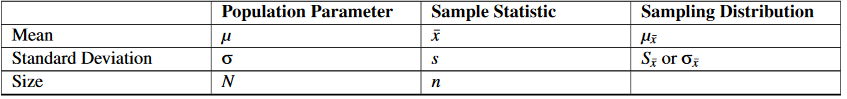 Population Parameter Sample Statistic Sampling Distribution
Mean μ x̄ μx̄
Standard Deviation σ s Sx̄ or σx̄
Size N n